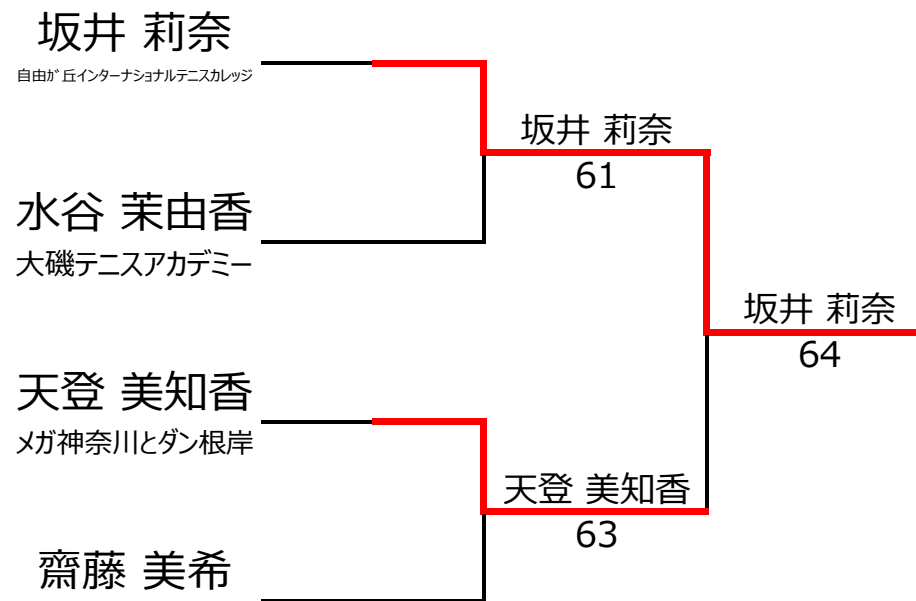 坂井 莉奈
自由が丘インターナショナルテニスカレッジ
坂井 莉奈
61
水谷 茉由香
大磯テニスアカデミー
坂井 莉奈
64
天登 美知香
メガ神奈川とダン根岸
天登 美知香
63
齋藤 美希